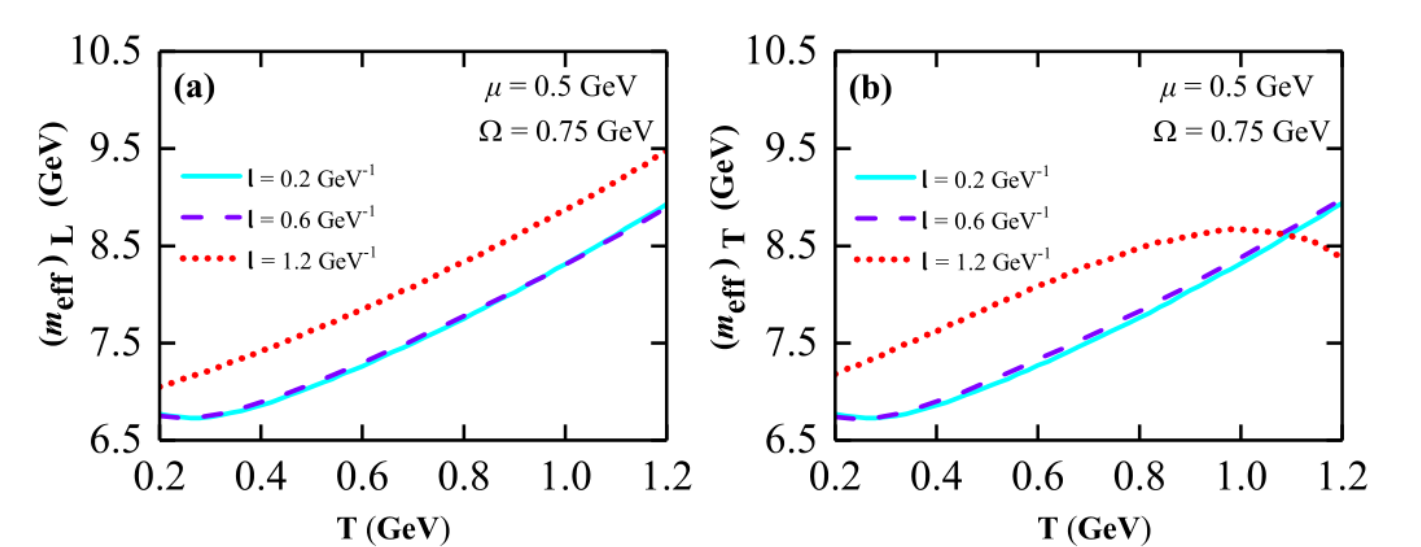 10.5
(a)
μ = 0.5 GeV
Ω = 0.75 GeV
9.5
l = 0.2 GeV-1
l = 0.6 GeV-1
8.5
l = 1.2 GeV-1
7.5
6.5
(meff)L (GeV)
0.2 0.4 0.6 0.8 1.0 1.2
T (GeV)
10.5
(b)
μ = 0.5 GeV
Ω = 0.75 GeV
9.5
l = 0.2 GeV-1
l = 0.6 GeV-1
8.5
l = 1.2 GeV-1
7.5
6.5
(meff)T (GeV)
0.2 0.4 0.6 0.8 1.0 1.2
T (GeV)